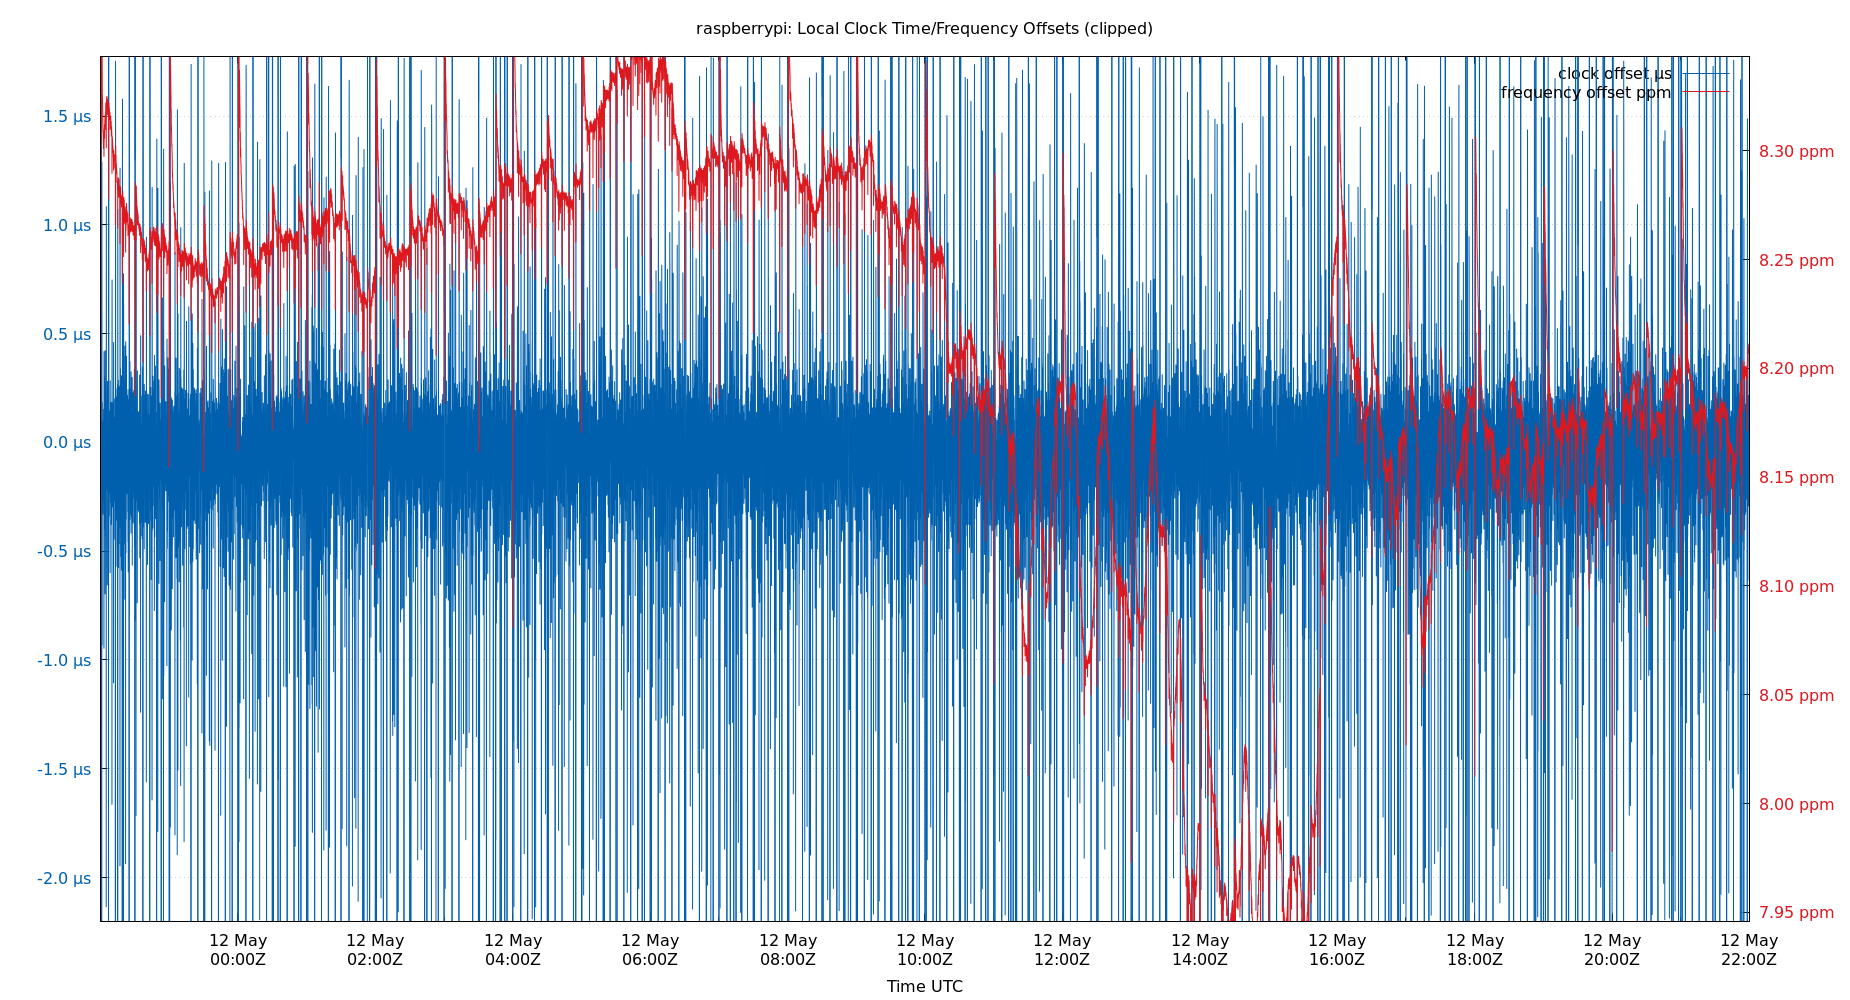 raspberrypi: Local Clock Time/Frequency Offsets (clipped)
clock offset µs
frequency offset ppm
1.5 µs
1.0 µs
0.5 µs
0.0 µs
-0.5 µs
-1.0 µs
-1.5 µs
-2.0 µs
8.30 ppm
8.25 ppm
8.20 ppm
8.15 ppm
8.10 ppm
8.05 ppm
8.00 ppm
7.95 ppm
12 May 12 May 12 May 12 May 12 May 12 May 12 May 12 May 12 May 12 May 12 May 12 May
00:00Z 02:00Z 04:00Z 06:00Z 08:00Z 10:00Z 12:00Z 14:00Z 16:00Z 18:00Z 20:00Z 22:00Z
Time UTC